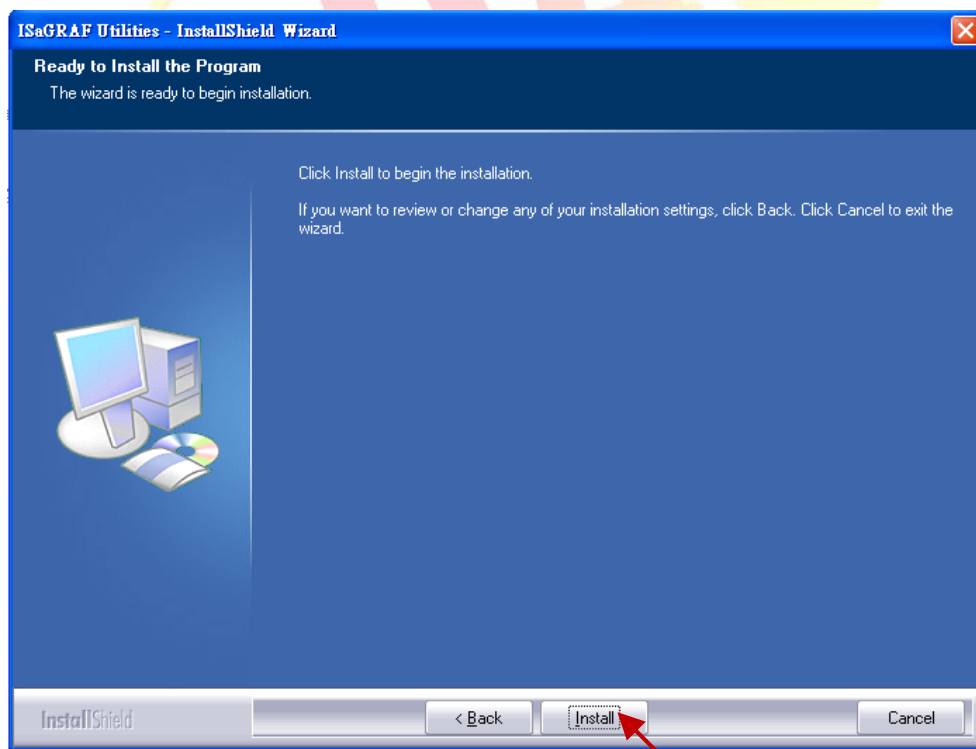 ISaGRAF Utilities - InstallShield Wizard
Ready to Install the Program
The wizard is ready to begin installation.
Click Install to begin the installation.
If you want to review or change any of your installation settings, click Back. Click Cancel to exit the
wizard.
InstallShield
< Back
Install
Cancel